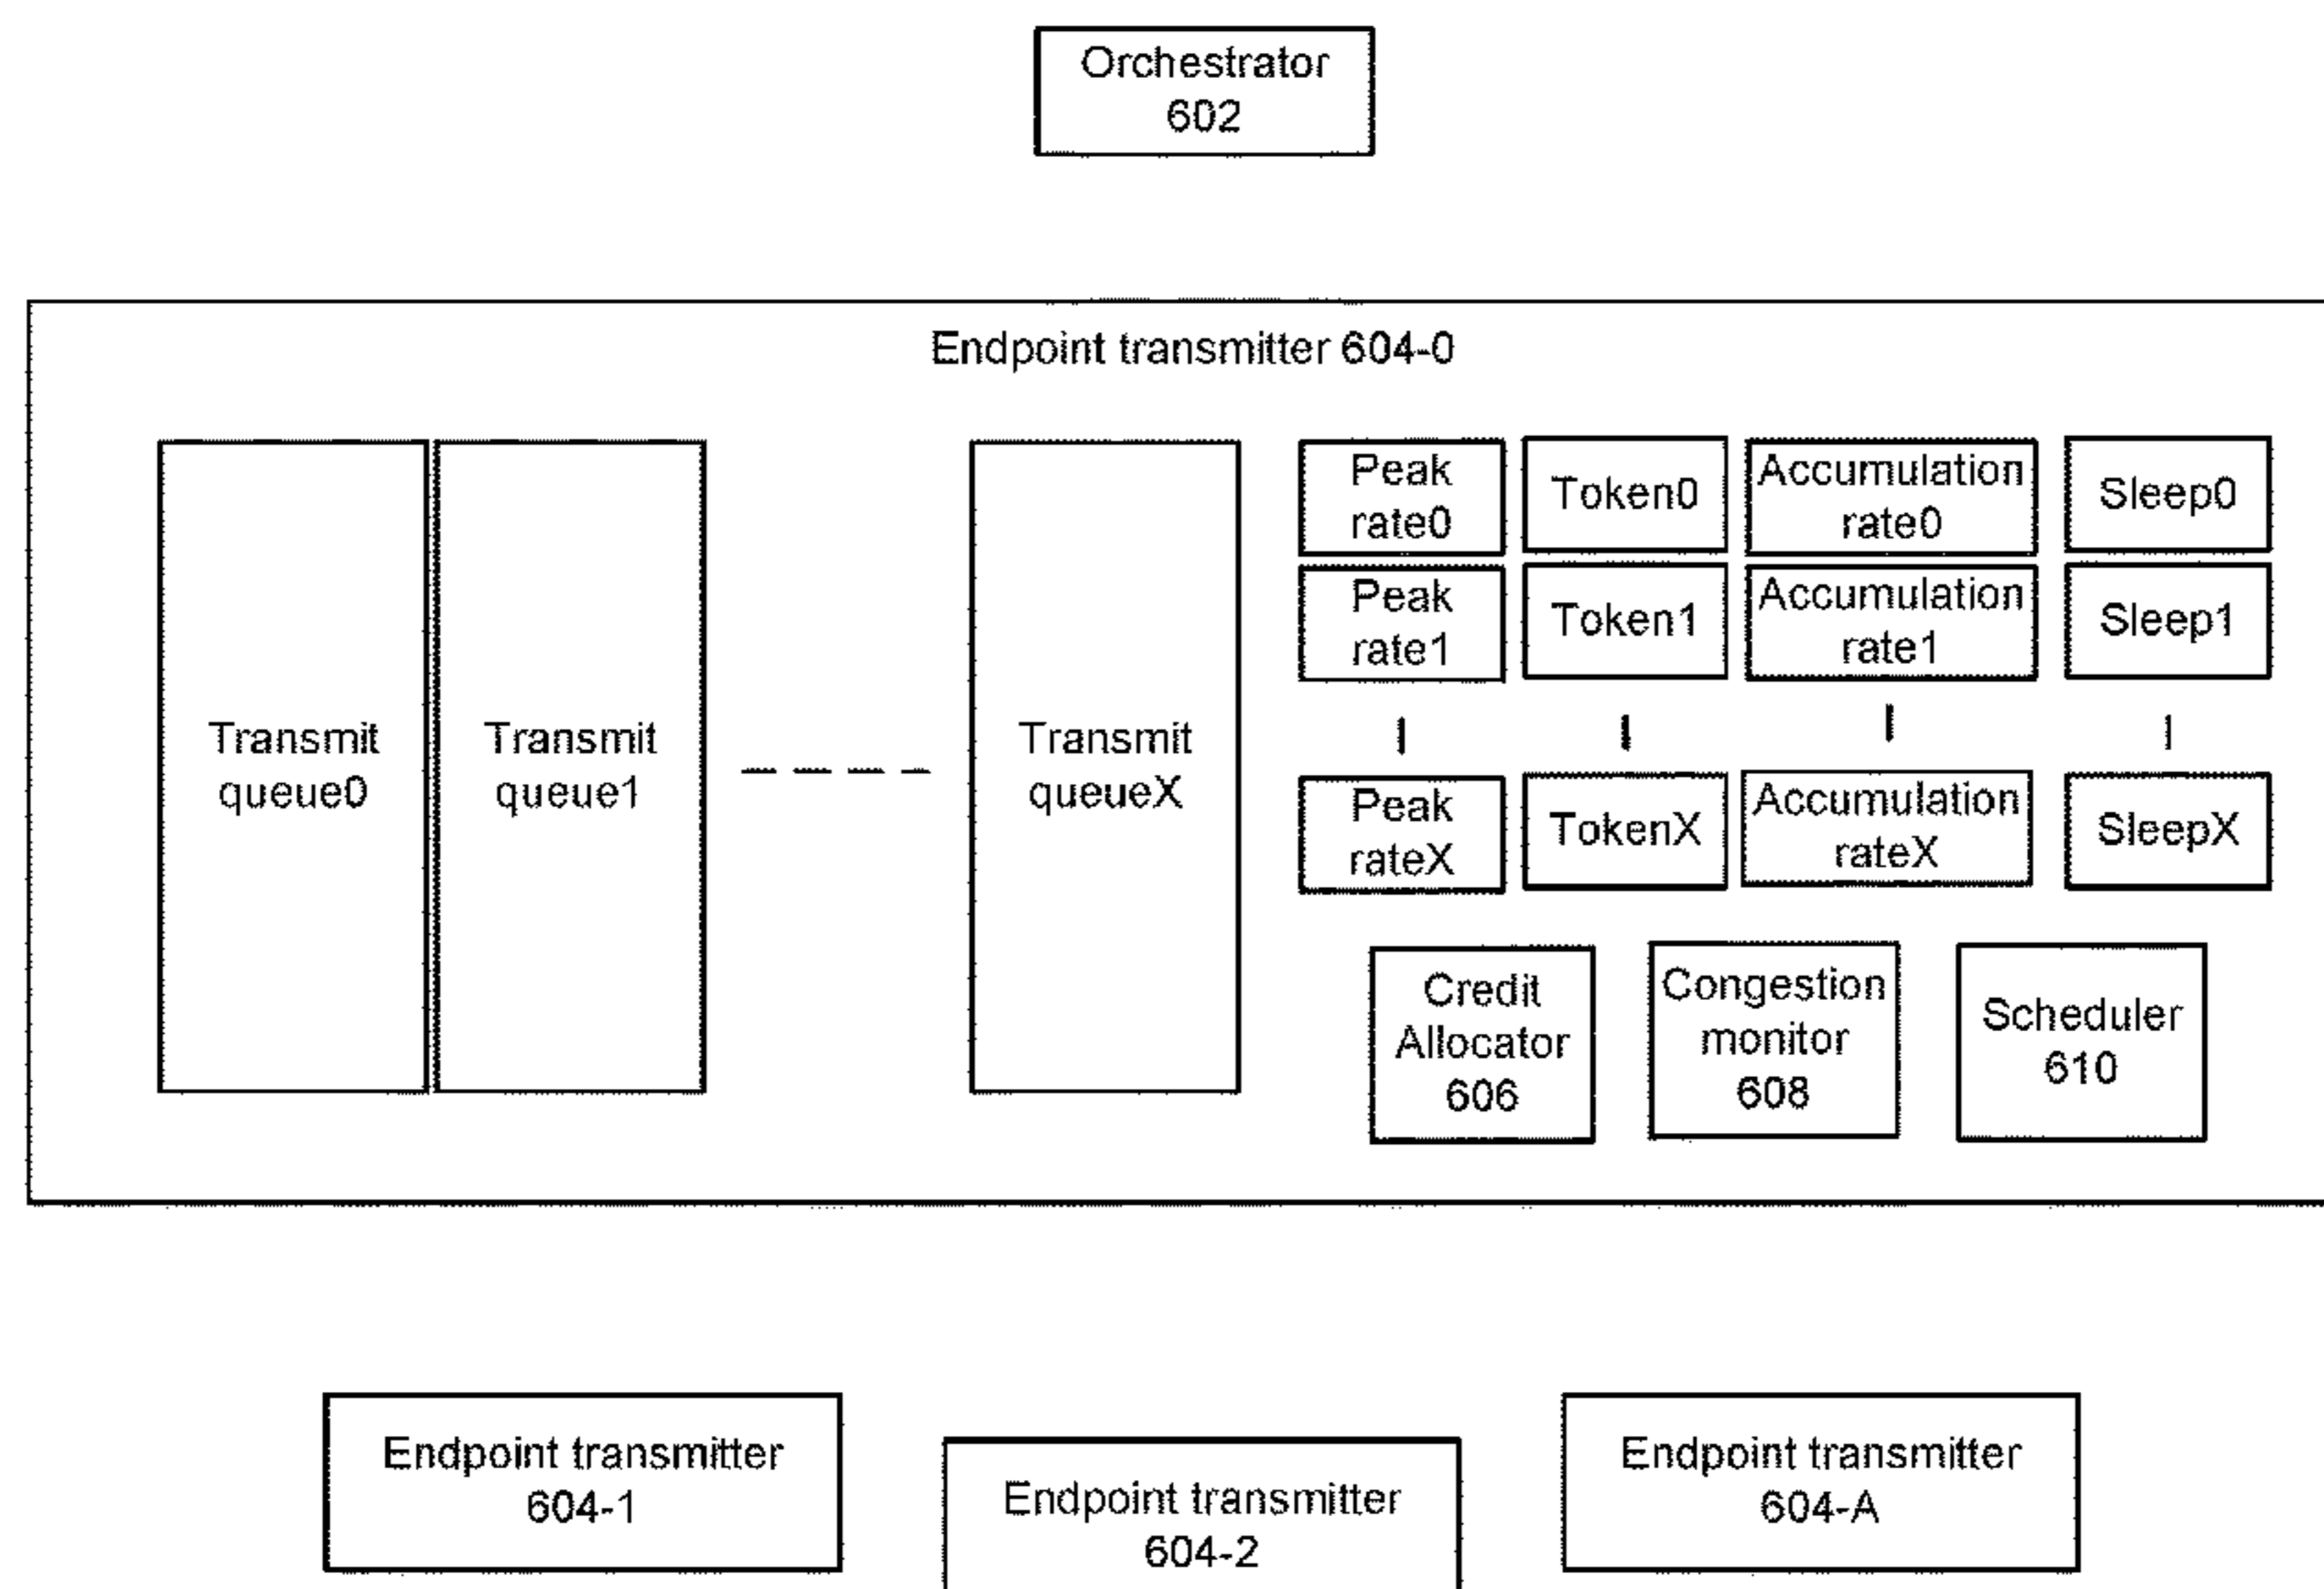 Orchestrator
602
Endpoint transmitter 604-0
Transmit
queue0
Transmit
queue1
Transmit
queueX
Peak
rate0
Token0
Accumulation
rate0
Sleep0
Peak
rate1
Token1
Accumulation
rate1
Sleep1
Peak
rateX
TokenX
Accumulation
rateX
SleepX
Credit
Allocator
606
Congestion
monitor
608
Scheduler
610
Endpoint transmitter
604-1
Endpoint transmitter
604-2
Endpoint transmitter
604-A